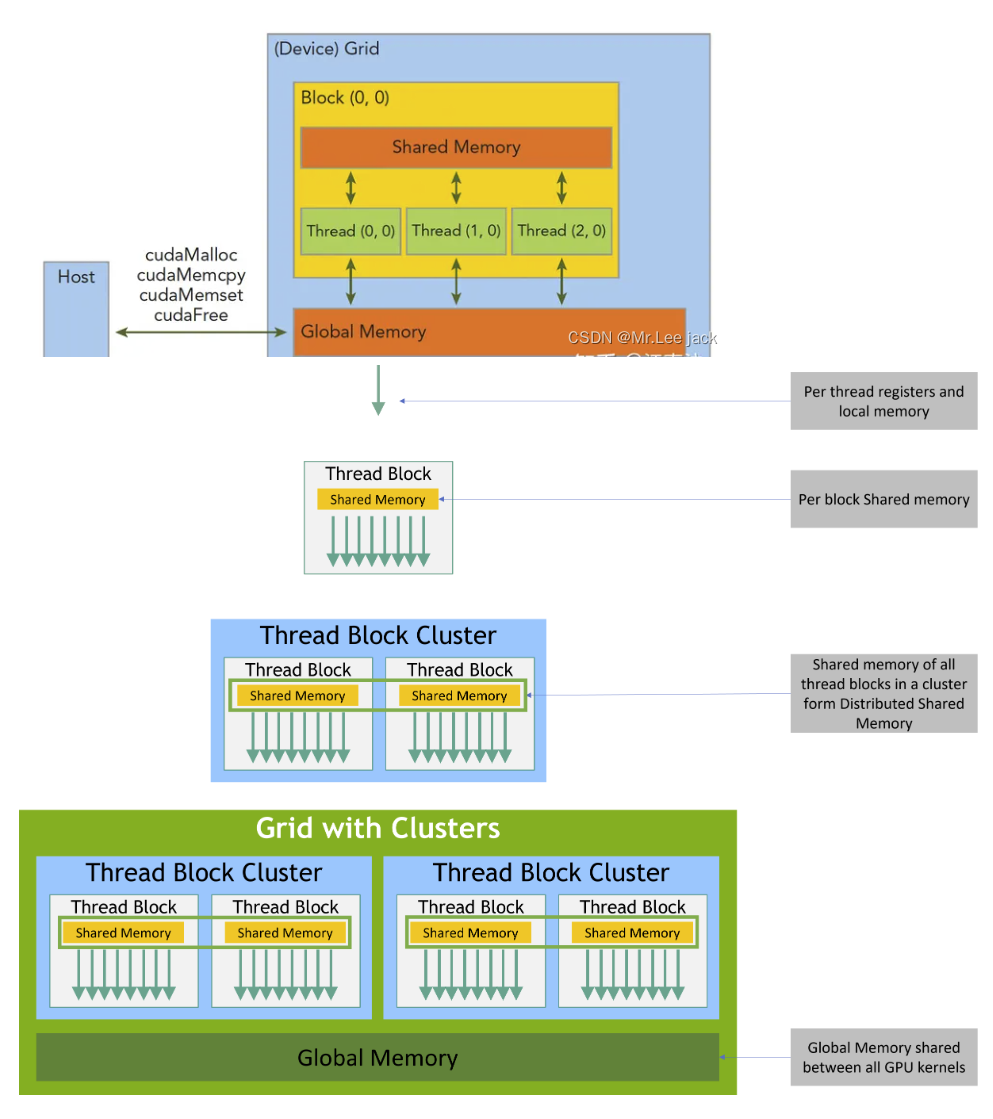 (Device) Grid
Block (0, 0)
Shared Memory
Thread (0, 0)
Thread (1, 0)
Thread (2, 0)
Host
cudaMalloc
cudaMemcpy
cudaMemset
cudaFree
Global Memory
CSDN @Mr.Lee jack
Per thread registers and
local memory
Thread Block
Shared Memory
Per block Shared memory
Thread Block Cluster
Thread Block
Thread Block
Shared Memory
Shared Memory
Shared memory of all
thread blocks in a cluster
form Distributed Shared
Memory
Grid with Clusters
Thread Block Cluster
Thread Block Cluster
Thread Block
Thread Block
Thread Block
Thread Block
Shared Memory
Shared Memory
Shared Memory
Shared Memory
Global Memory
Global Memory shared
between all GPU kernels